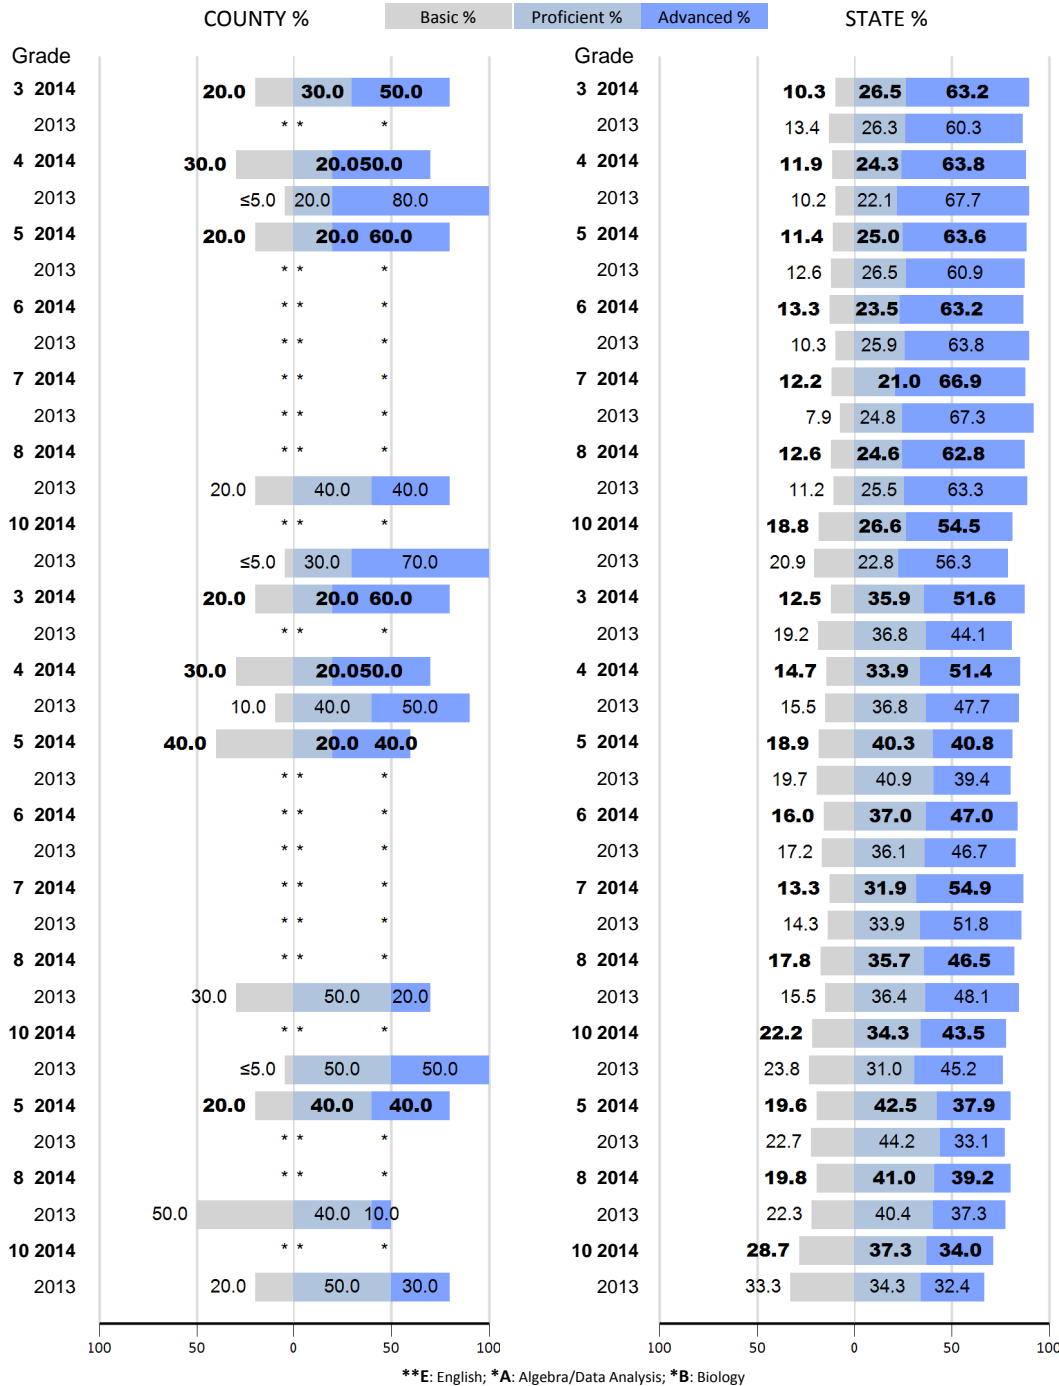 COUNTY % Basic % Proficient % Advanced % STATE %
Grade Grade
3 2014 20.0 30.0 50.0 3 2014 10.3 26.5 63.2
2013 * * * 2013 13.4 26.3 60.3
4 2014 30.0 20.0 50.0 4 2014 11.9 24.3 63.8
2013 ≤5.0 20.0 80.0 2013 10.2 22.1 67.7
5 2014 20.0 20.0 60.0 5 2014 11.4 25.0 63.6
2013 * * * 2013 12.6 26.5 60.9
6 2014 * * * 6 2014 13.3 23.5 63.2
2013 * * * 2013 10.3 25.9 63.8
7 2014 * * * 7 2014 12.2 21.0 66.9
2013 * * * 2013 7.9 24.8 67.3
8 2014 * * * 8 2014 12.6 24.6 62.8
2013 20.0 40.0 40.0 2013 11.2 25.5 63.3
10 2014 * * * 10 2014 18.8 26.6 54.5
2013 ≤5.0 30.0 70.0 2013 20.9 22.8 56.3
3 2014 20.0 20.0 60.0 3 2014 12.5 35.9 51.6
2013 * * * 2013 19.2 36.8 44.1
4 2014 30.0 20.0 50.0 4 2014 14.7 33.9 51.4
2013 10.0 40.0 50.0 2013 15.5 36.8 47.7
5 2014 40.0 20.0 40.0 5 2014 18.9 40.3 40.8
2013 * * * 2013 19.7 40.9 39.4
6 2014 * * * 6 2014 16.0 37.0 47.0
2013 * * * 2013 17.2 36.1 46.7
7 2014 * * * 7 2014 13.3 31.9 54.9
2013 * * * 2013 14.3 33.9 51.8
8 2014 * * * 8 2014 17.8 35.7 46.5
2013 30.0 50.0 20.0 2013 15.5 36.4 48.1
10 2014 * * * 10 2014 22.2 34.3 43.5
2013 ≤5.0 50.0 50.0 2013 23.8 31.0 45.2
5 2014 20.0 40.0 40.0 5 2014 19.6 42.5 37.9
2013 * * * 2013 22.7 44.2 33.1
8 2014 * * * 8 2014 19.8 41.0 39.2
2013 50.0 40.0 10.0 2013 22.3 40.4 37.3
10 2014 * * * 10 2014 28.7 37.3 34.0
2013 20.0 50.0 30.0 2013 33.3 34.3 32.4
100 50 0 50 100 100 50 0 50 100
**E: English; *A: Algebra/Data Analysis; *B: Biology